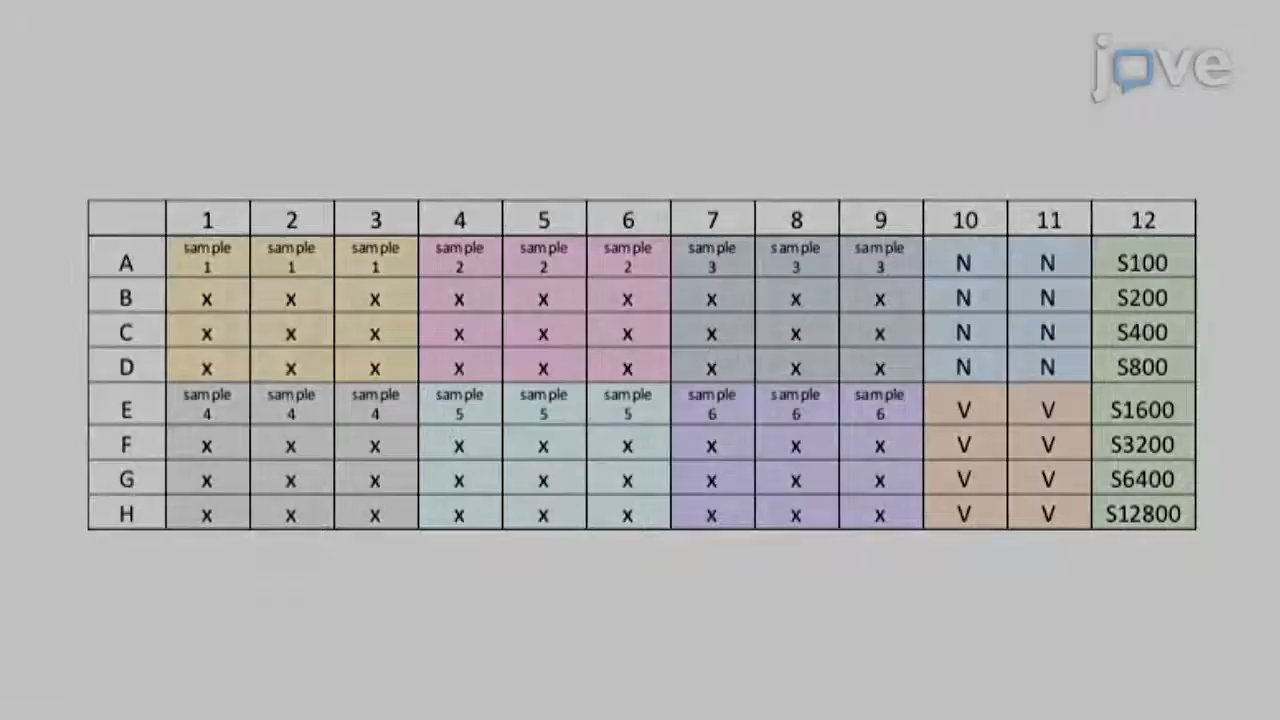 jove
1 2 3 4 5 6 7 8 9 10 11 12
A sample 1 sample 1 sample 1 sample 2 sample 2 sample 2 sample 3 sample 3 sample 3 N N S100
B x x x x x x x x x N N S200
C x x x x x x x x x N N S400
D x x x x x x x x x N N S800
E sample 4 sample 4 sample 4 sample 5 sample 5 sample 5 sample 6 sample 6 sample 6 V V S1600
F x x x x x x x x x V V S3200
G x x x x x x x x x V V S6400
H x x x x x x x x x V V S12800